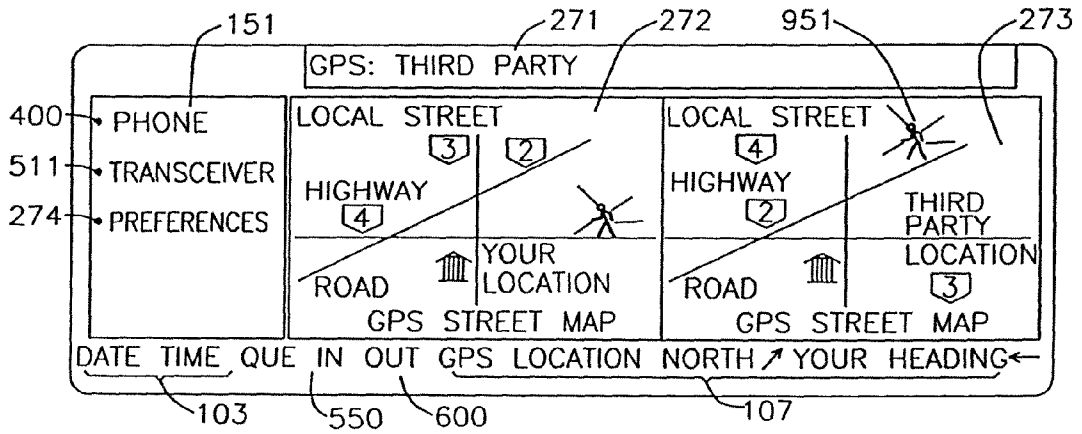 151
271
272
951
273
GPS: THIRD PARTY
400
511
274
PHONE
TRANSCEIVER
PREFERENCES
LOCAL STREET
3 2
HIGHWAY
4
YOUR
LOCATION
ROAD
GPS STREET MAP
LOCAL STREET
4
HIGHWAY
2
THIRD
PARTY
LOCATION
ROAD
3
GPS STREET MAP
DATE TIME QUE IN OUT GPS LOCATION NORTH↗YOUR HEADING←
103
550
600
107